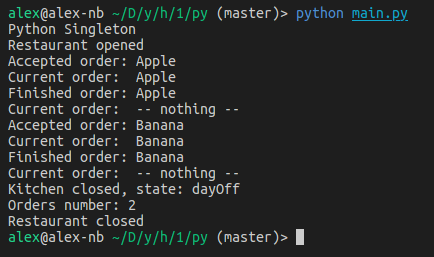 alex@alex-nb ~/D/y/h/1/py (master)> python main.py
Python Singleton
Restaurant opened
Accepted order: Apple
Current order:  Apple
Finished order: Apple
Current order:  -- nothing --
Accepted order: Banana
Current order:  Banana
Finished order: Banana
Current order:  -- nothing --
Kitchen closed, state: dayOff
Orders number: 2
Restaurant closed
alex@alex-nb ~/D/y/h/1/py (master)>